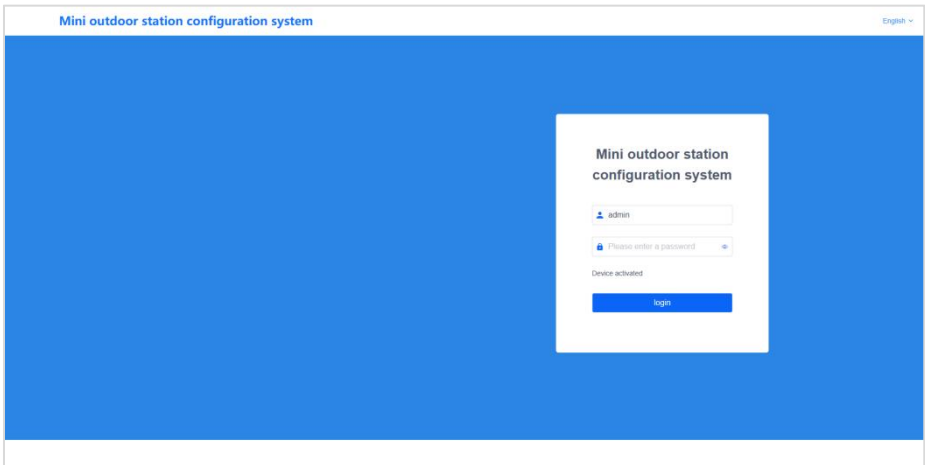 Mini outdoor station configuration system
English
Mini outdoor station
configuration system
admin
Please enter a password
Device activated
login